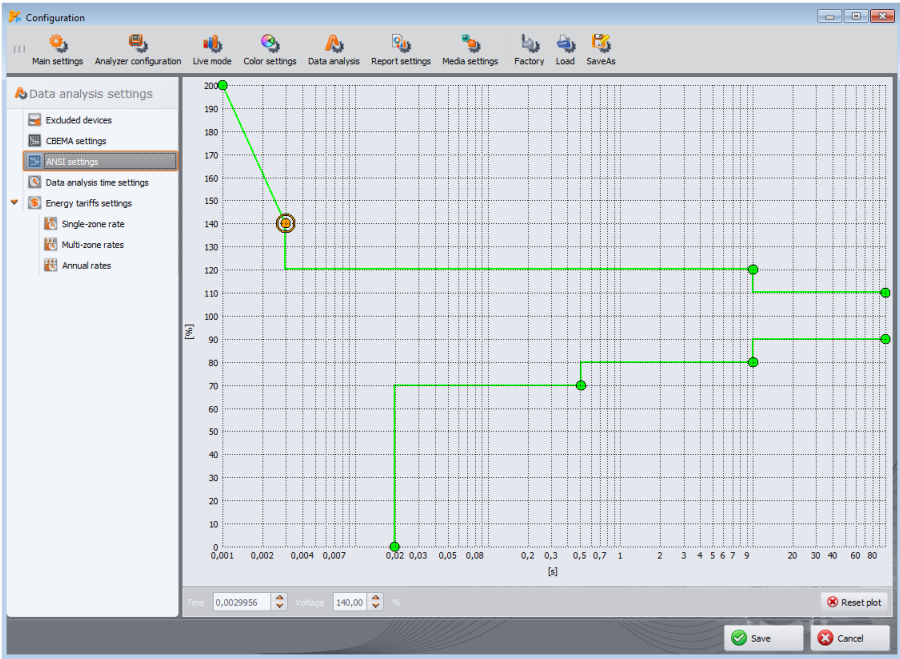 Configuration
Main settings Analyzer configuration Live mode Color settings Data analysis Report settings Media settings Factory Load SaveAs
Data analysis settings
Excluded devices
CBEMA settings
ANSI settings
Data analysis time settings
Energy tariffs settings
Single-zone rate
Multi-zone rates
Annual rates
200
190
180
170
160
150
140
130
120
110
100
90
80
70
60
50
40
30
20
10
0
[%]
0,001 0,002 0,004 0,007 0,02 0,03 0,05 0,08 0,2 0,3 0,5 0,7 1 2 3 4 5 6 7 9 20 30 40 60 80
[s]
Time 0,0029956 Voltage 140,00 % Reset plot
Save Cancel